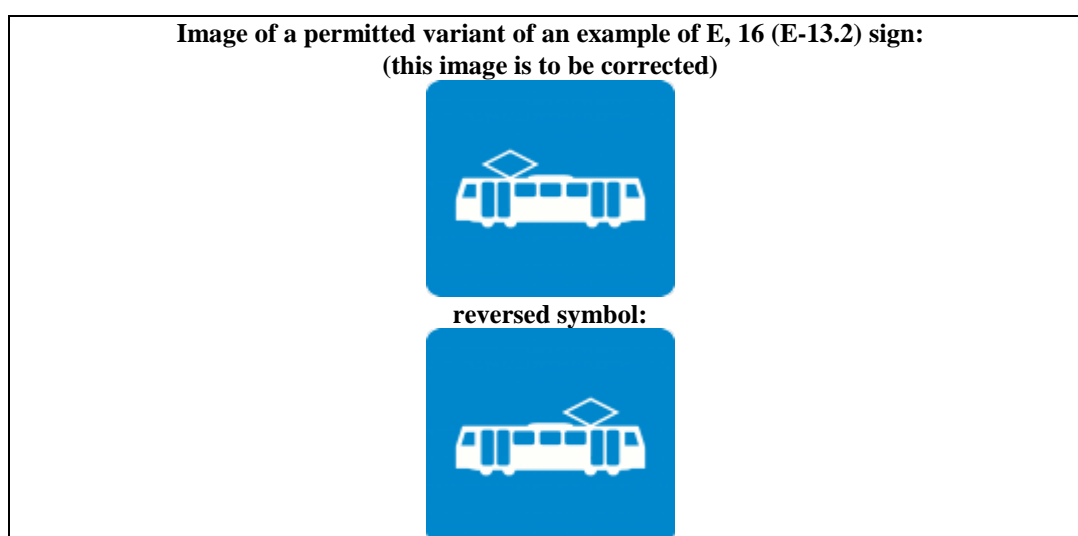 Image of a permitted variant of an example of E, 16 (E-13.2) sign:
(this image is to be corrected)
reversed symbol: